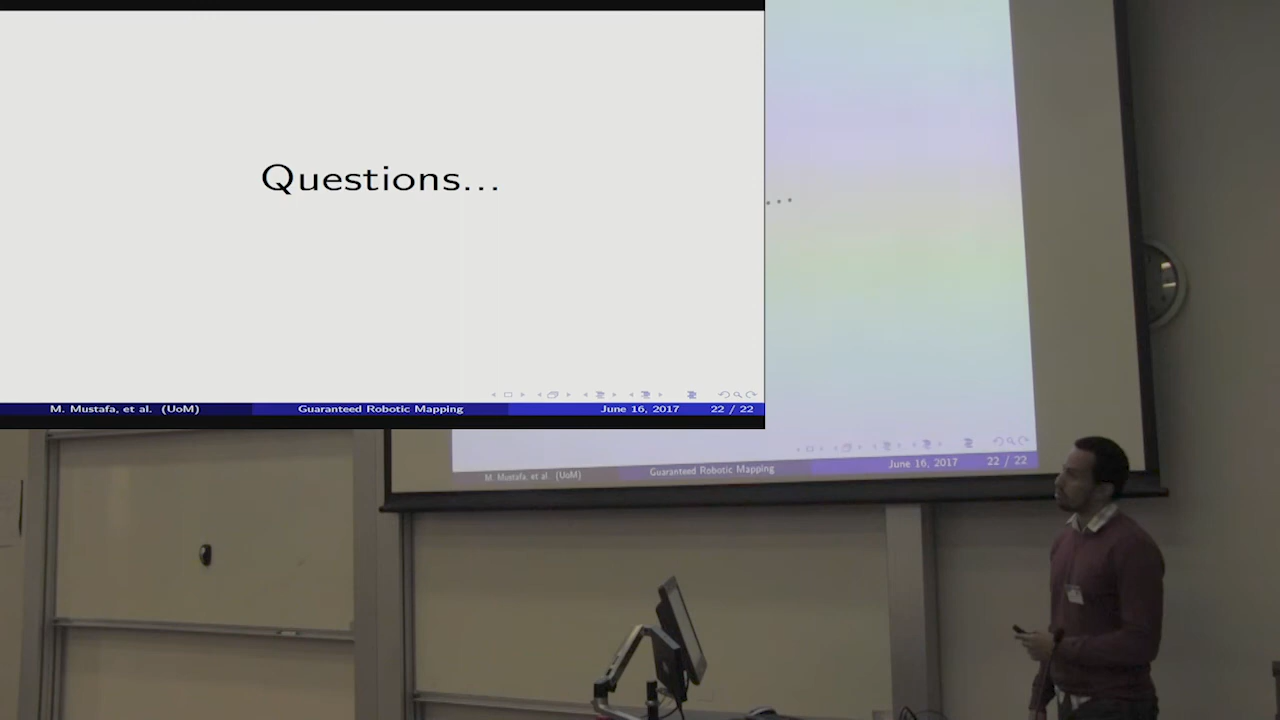 Questions...
M. Mustafa, et al. (UoM) Guaranteed Robotic Mapping June 16, 2017 22 / 22
...
M. Mustafa, et al. (UoM) Guaranteed Robotic Mapping June 16, 2017 22 / 22